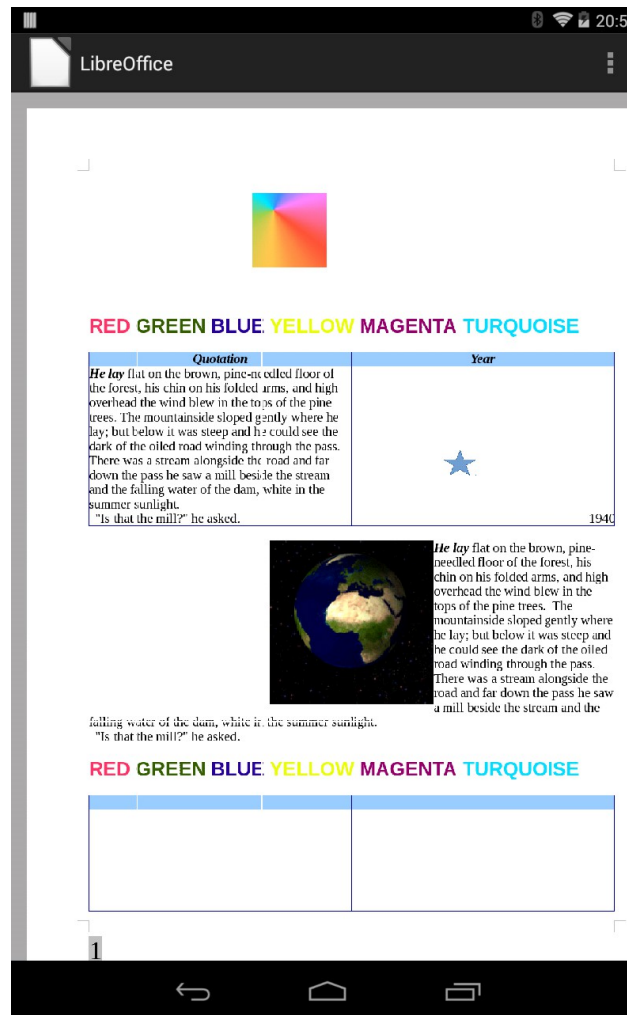 20:5
LibreOffice
RED GREEN BLUE YELLOW MAGENTA TURQUOISE
Quotation Year
He lay flat on the brown, pine-needled floor of
the forest, his chin on his folded arms, and high
overhead the wind blew in the tops of the pine
trees. The mountainside sloped gently where he
lay; but below it was steep and he could see the
dark of the oiled road winding through the pass.
There was a stream alongside the road and far
down the pass he saw a mill beside the stream
and the falling water of the dam, white in the
summer sunlight.
"Is that the mill?" he asked.
1940
He lay flat on the brown, pine-
needled floor of the forest, his
chin on his folded arms, and high
overhead the wind blew in the
tops of the pine trees. The
mountainside sloped gently where
he lay; but below it was steep and
he could see the dark of the oiled
road winding through the pass.
There was a stream alongside the
road and far down the pass he saw
a mill beside the stream and the
falling water of the dam, white in the summer sunlight.
"Is that the mill?" he asked.
RED GREEN BLUE YELLOW MAGENTA TURQUOISE
1